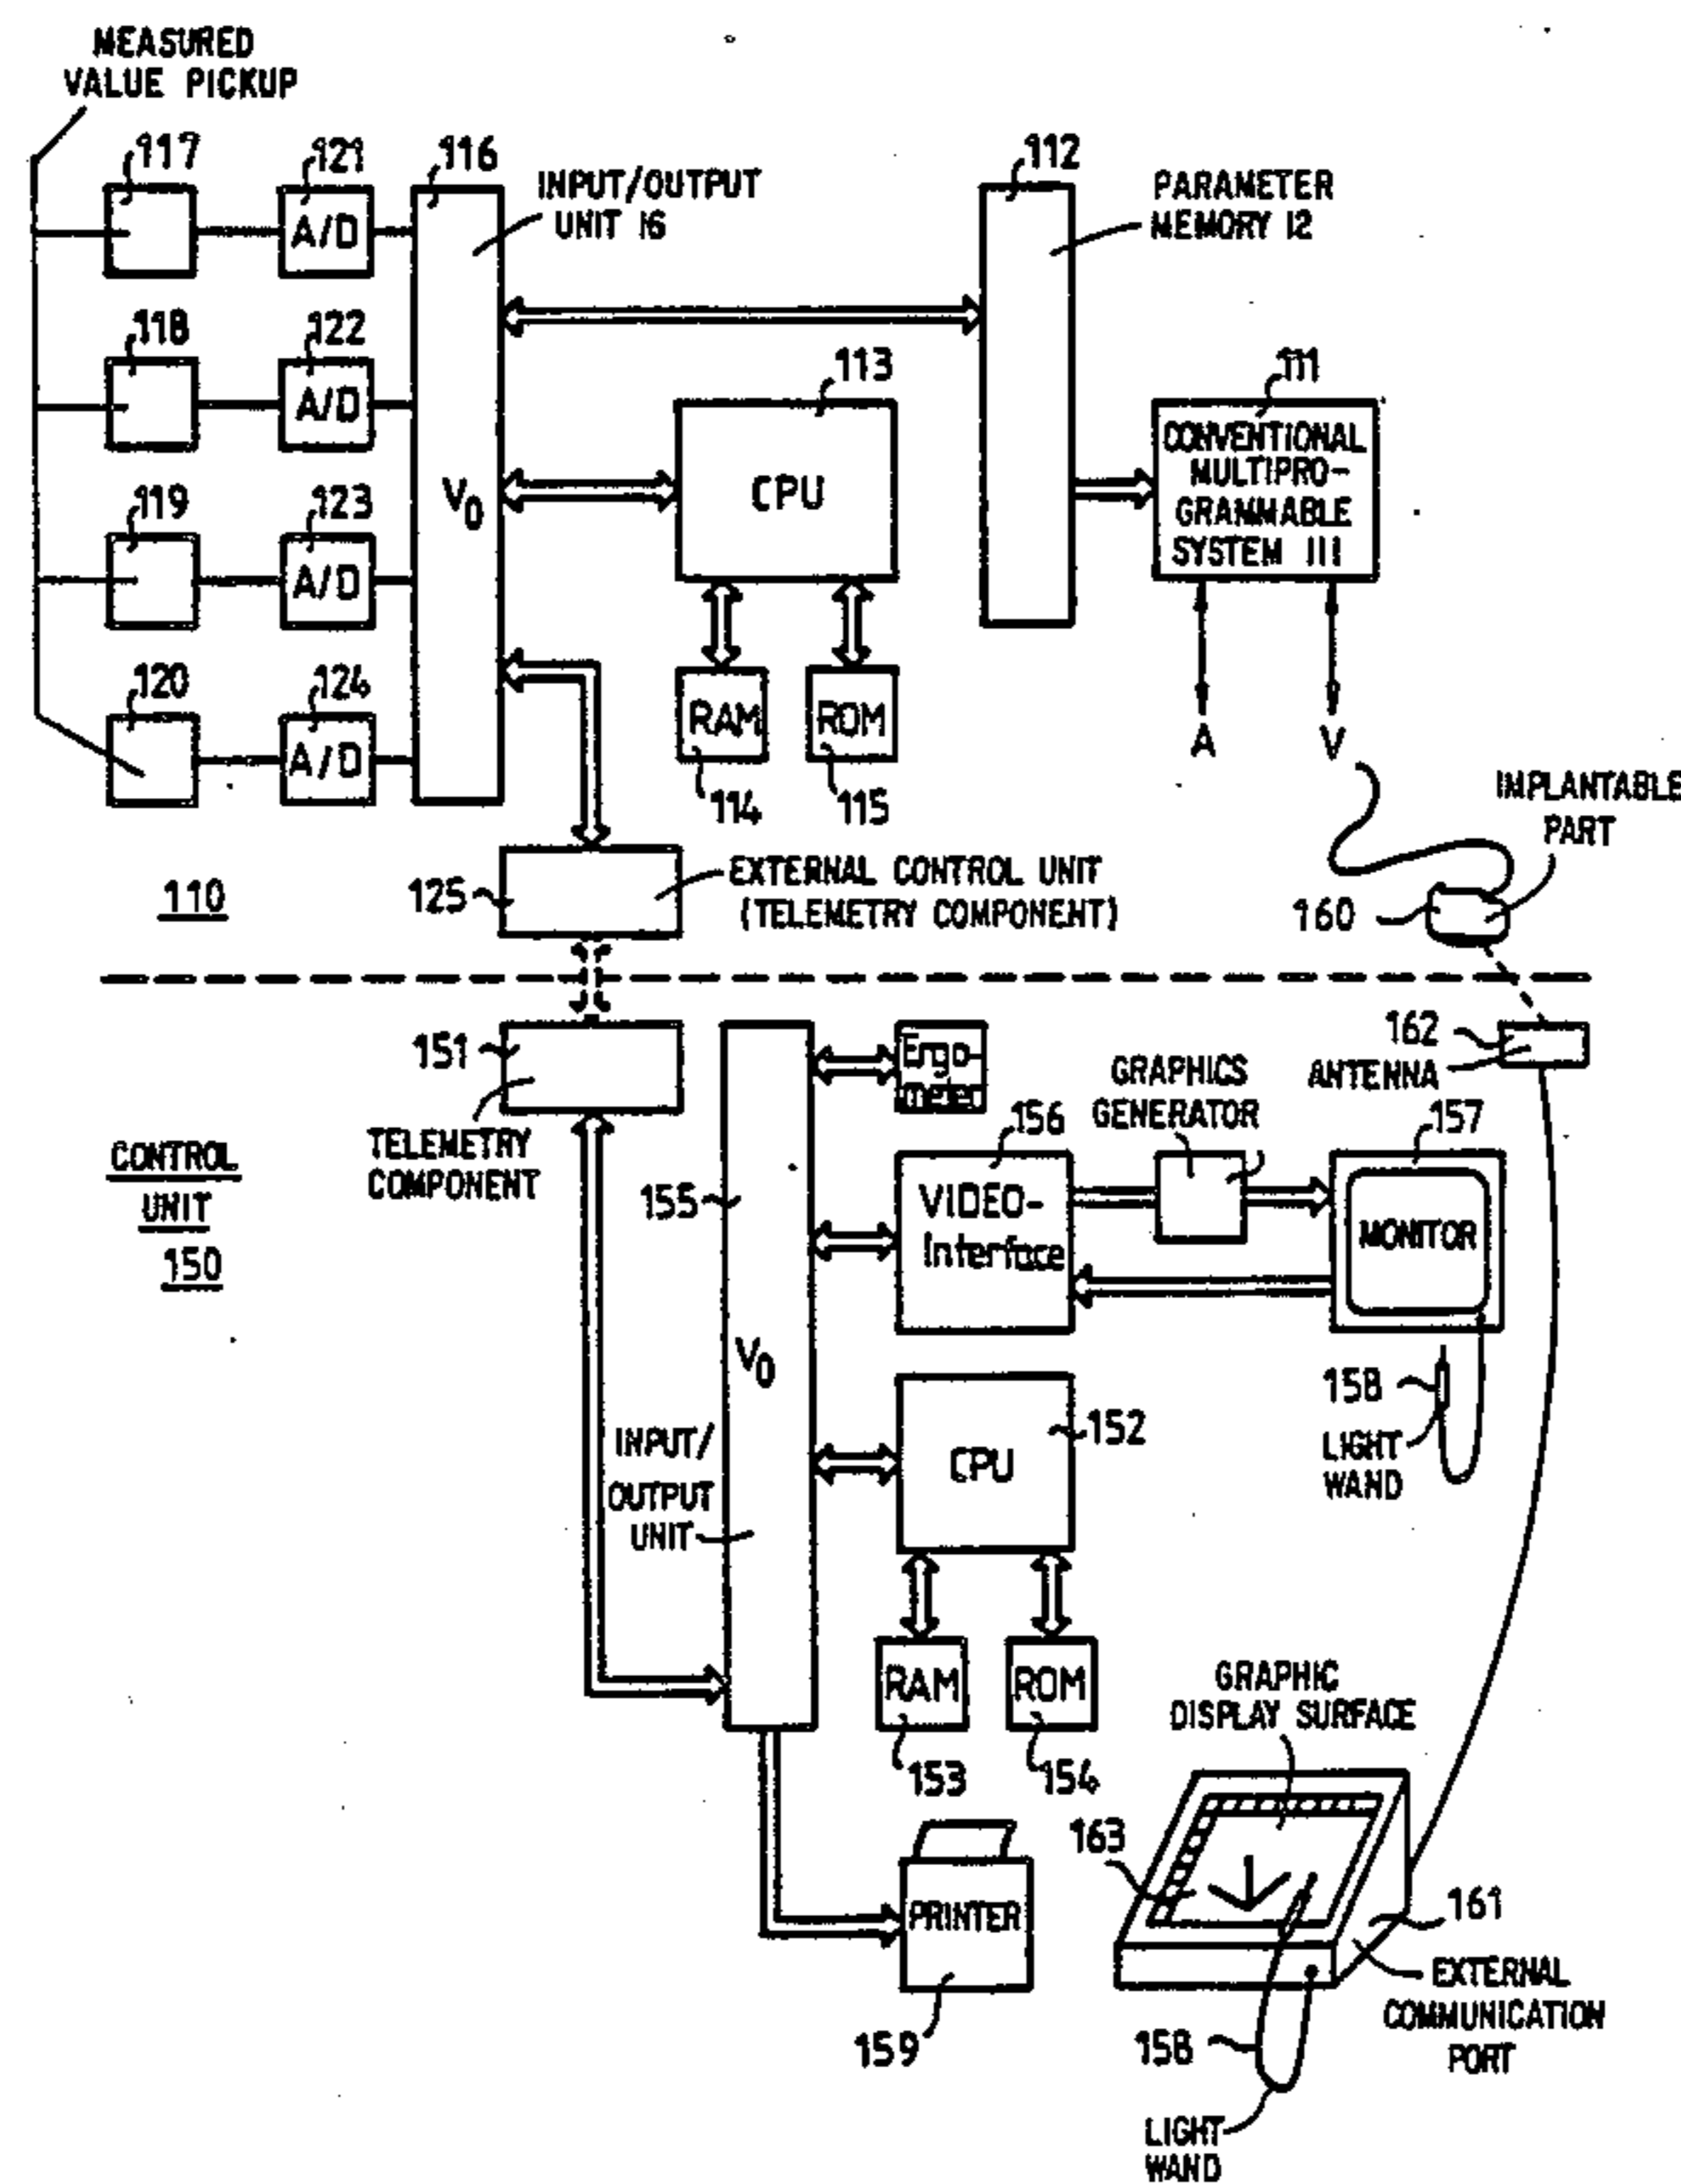 MEASURED
VALUE PICKUP
117
121
116
INPUT/OUTPUT
UNIT 16
112
PARAMETER
MEMORY 12
A/D
118
122
A/D
113
CPU
111
CONVENTIONAL
MULTIPRO-
GRAMMABLE
SYSTEM 111
V0
119
123
A/D
120
124
A/D
RAM
ROM
114
115
A
V
IMPLANTABLE
PART
160
110
125
EXTERNAL CONTROL UNIT
(TELEMETRY COMPONENT)
151
TELEMETRY
COMPONENT
CONTROL
UNIT
150
Ergo-
meter
162
ANTENNA
GRAPHICS
GENERATOR
155
156
VIDEO-
Interface
157
MONITOR
V0
INPUT/
OUTPUT
UNIT
152
CPU
158
LIGHT
WAND
RAM
ROM
153
154
GRAPHIC
DISPLAY SURFACE
163
161
PRINTER
159
EXTERNAL
COMMUNICATION
PORT
158
LIGHT
WAND